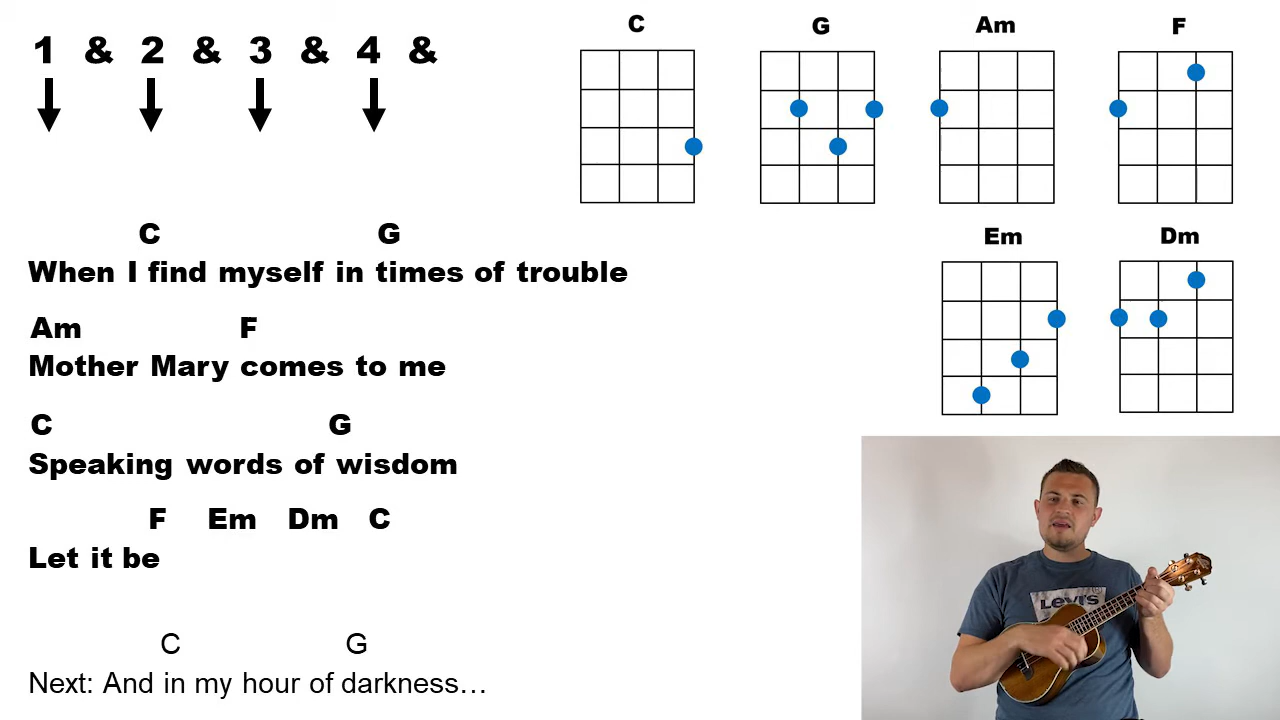 1 & 2 & 3 & 4 &
C G Am F
Em Dm
C G
When I find myself in times of trouble
Am F
Mother Mary comes to me
C G
Speaking words of wisdom
F Em Dm C
Let it be
C G
Next: And in my hour of darkness…
Levi's